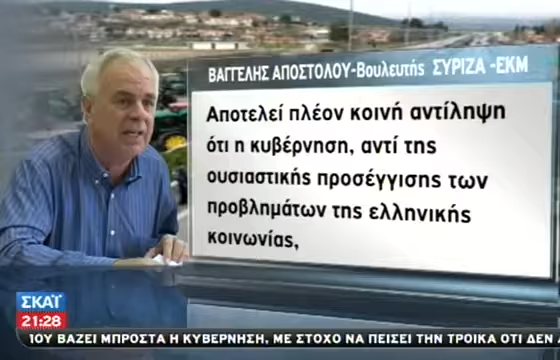 ΒΑΓΓΕΛΗΣ ΑΠΟΣΤΟΛΟΥ-Βουλευτής ΣΥΡΙΖΑ -ΕΚΜ
Αποτελεί πλέον κοινή αντίληψη
ότι η κυβέρνηση, αντί της
ουσιαστικής προσέγγισης των
προβλημάτων της ελληνικής
κοινωνίας,
ΣΚΑΪ
21:28
ΙΟΥ ΒΑΖΕΙ ΜΠΡΟΣΤΑ Η ΚΥΒΕΡΝΗΣΗ, ΜΕ ΣΤΟΧΟ ΝΑ ΠΕΙΣΕΙ ΤΗΝ ΤΡΟΙΚΑ ΟΤΙ ΔΕΝ